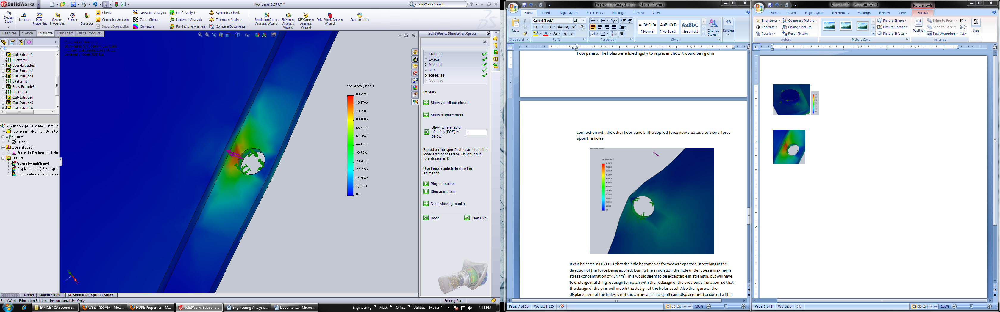 SolidWorks
floor panel.SLDPRT *
SolidWorks Search
Design Study
Measure
Mass Properties
Section Properties
Sensor
Statistics
Check
Geometry Analysis
Import Diagnostics
Deviation Analysis
Zebra Stripes
Curvature
Draft Analysis
Undercut Analysis
Parting Line Analysis
Symmetry Check
Thickness Analysis
Compare Documents
SimulationXpress Analysis Wizard
FloXpress Analysis Wizard
DFMXpress Analysis Wizard
DriveWorksXpress Wizard
Sustainability
Features Sketch Evaluate DimXpert Office Products
Cut-Extrude1
LPattern1
Boss-Extrude2
Cut-Extrude2
Cut-Extrude3
LPattern3
Boss-Extrude3
LPattern4
Cut-Extrude4
Cut-Extrude5
Cut-Extrude6
SimulationXpress Study (-Default-
floor panel (-PE High Density-
Fixtures
Fixed-1
External Loads
Force-1 (:Per item: 111 N:)
Results
Stress (-vonMises-)
Displacement (-Res disp-)
Deformation (-Displaceme
Model name: floor panel
Study name: SimulationXpress Study
Plot type: Static nodal stress Stress
von Mises (N/m^2)
88,222.3
80,870.4
73,518.6
66,166.7
58,814.9
51,463.1
44,111.2
36,759.4
29,407.5
22,055.7
14,703.8
7,352.0
0.1
SolidWorks SimulationXpress
1 Fixtures
2 Loads
3 Material
4 Run
5 Results
6 Optimize
Results
Show von Mises stress
Show displacement
Show where factor
of safety (FOS) is
below:
1
Based on the specified parameters, the
lowest factor of safety(FOS) found in
your design is 0
Use these controls to view the
animation.
Play animation
Stop animation
Done viewing results
Back Start Over
Model Motion Study 1 SimulationXpress Study
SolidWorks Education Edition - Instructional Use Only
Editing Part
I:\MCE 401\Second s...
WEEI - 850AM - Mozi...
HDPE Properties - M...
SolidWorks Educatio...
Engineering Analysis...
Document2 - Micros...
Engineering » Math » Office » Utilities + Media »
4:14 PM
Engineering Analysis.docx - Microsoft Word
Home Insert Page Layout References Mailings Review View
Paste
Clipboard
Calibri (Body) 11
Font
Paragraph
AaBbCcDc AaBbCcDc AaBbC
¶ Normal ¶ No Spaci... Heading 1
Change Styles
Styles
Editing
floor panels. The holes were fixed rigidly to represent how it would be rigid in
connection with the other floor panels. The applied force now creates a torsional force
upon the holes.
It can be seen in FIG>>>> that the hole becomes deformed as expected, stretching in the
direction of the force being applied. During the simulation the hole under goes a maximum
stress concentration of 40N/m². This would seem to be acceptable in strength, but will have
to undergo matching redesign to match with the redesign of the previous simulation, so that
the design of the pins will match the design of the holes used. Also the figure of the
displacement of the holes is not shown because no significant displacement occurred within
Page: 7 of 10 Words: 1,125 100%
Document2 - Microsoft Word
Picture Tools
Home Insert Page Layout References Mailings Review View Format
Brightness Compress Pictures
Contrast Change Picture
Recolor Reset Picture
Adjust
Picture Styles
Picture Shape
Picture Border
Picture Effects
Position
Bring to Front
Send to Back
Text Wrapping
Arrange
Size
Page: 1 of 1 Words: 0 100%